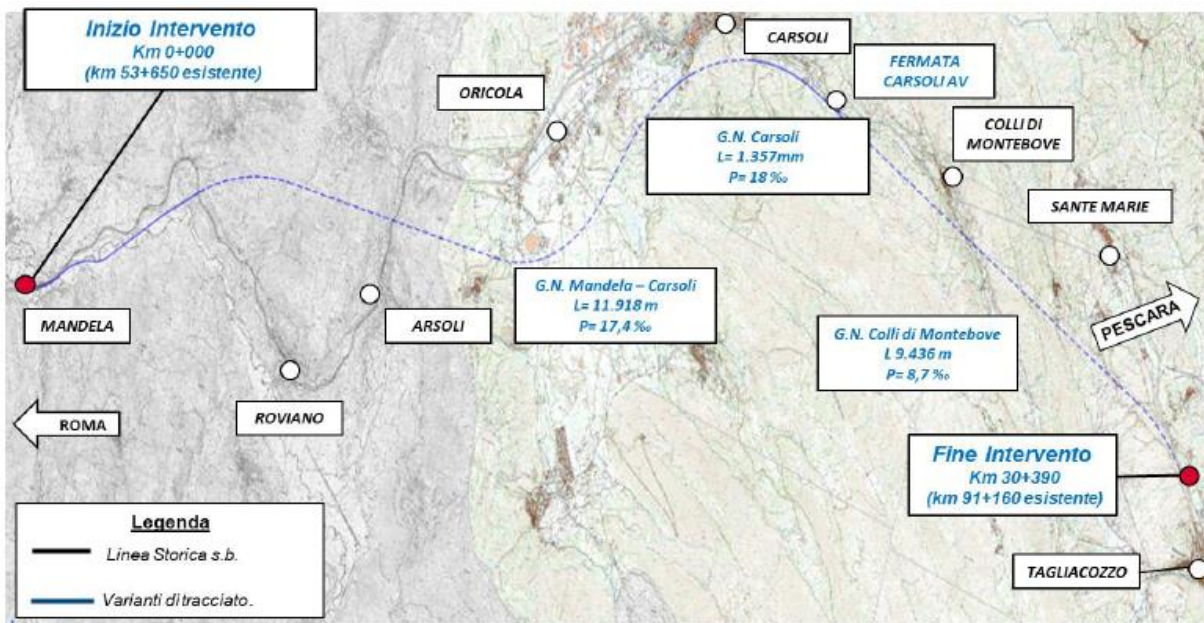 Inizio Intervento
Km 0+000
(km 53+650 esistente)
CARSOLI
FERMATA
CARSOLI AV
ORICOLA
COLLI DI
MONTEBOVE
G.N. Carsoli
L= 1.357mm
P= 18 ‰
SANTE MARIE
G.N. Mandela – Carsoli
L= 11.918 m
P= 17,4 ‰
MANDELA
ARSOLI
PESCARA
G.N. Colli di Montebove
L 9.436 m
P= 8,7 ‰
ROMA
ROVIANO
Fine Intervento
Km 30+390
(km 91+160 esistente)
Legenda
Linea Storica s.b.
Varianti di tracciato.
TAGLIACOZZO